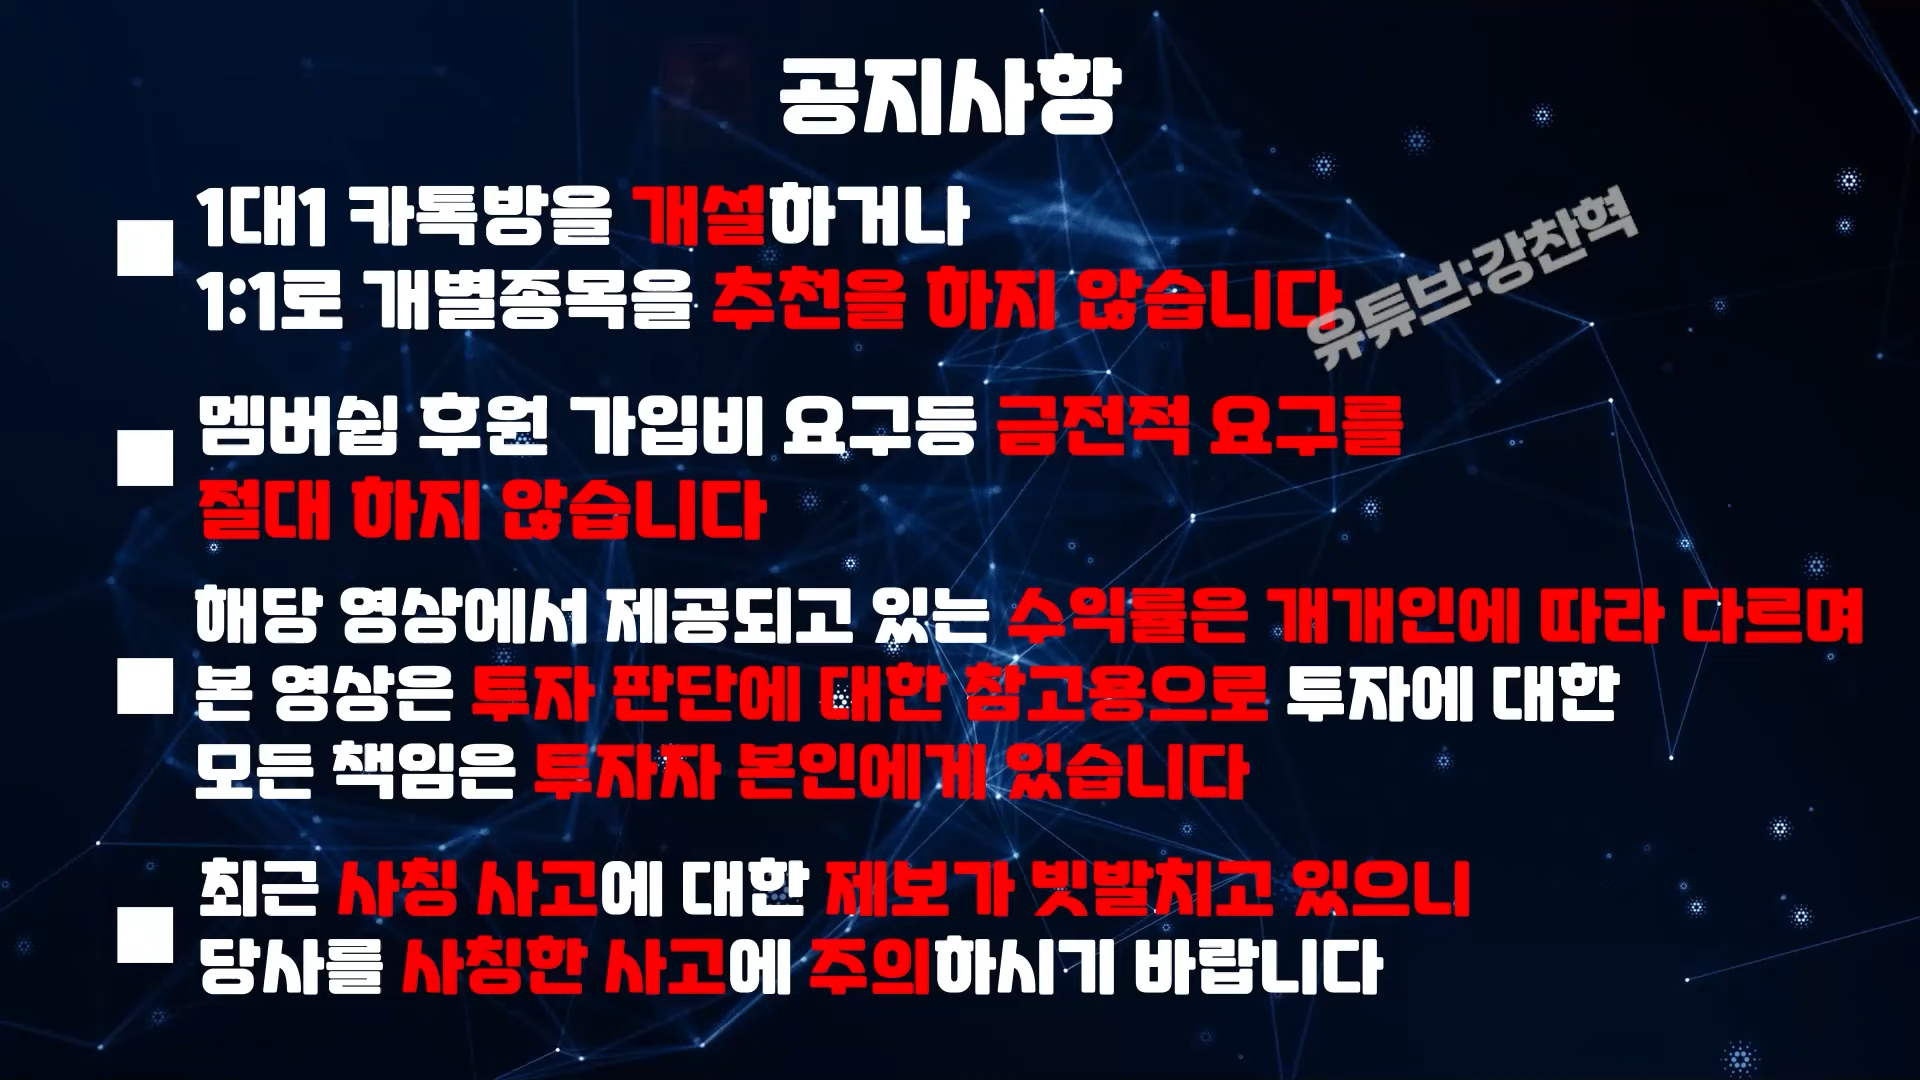 공지사항
1대1 카톡방을 개설하거나
1:1로 개별종목을 추천을 하지 않습니다
유튜브:강찬혁
멤버쉽 후원 가입비 요구등 금전적 요구를
절대 하지 않습니다
해당 영상에서 제공되고 있는 수익률은 개개인에 따라 다르며
본 영상은 투자 판단에 대한 참고용으로 투자에 대한
모든 책임은 투자자 본인에게 있습니다
최근 사칭 사고에 대한 제보가 빗발치고 있으니
당사를 사칭한 사고에 주의하시기 바랍니다